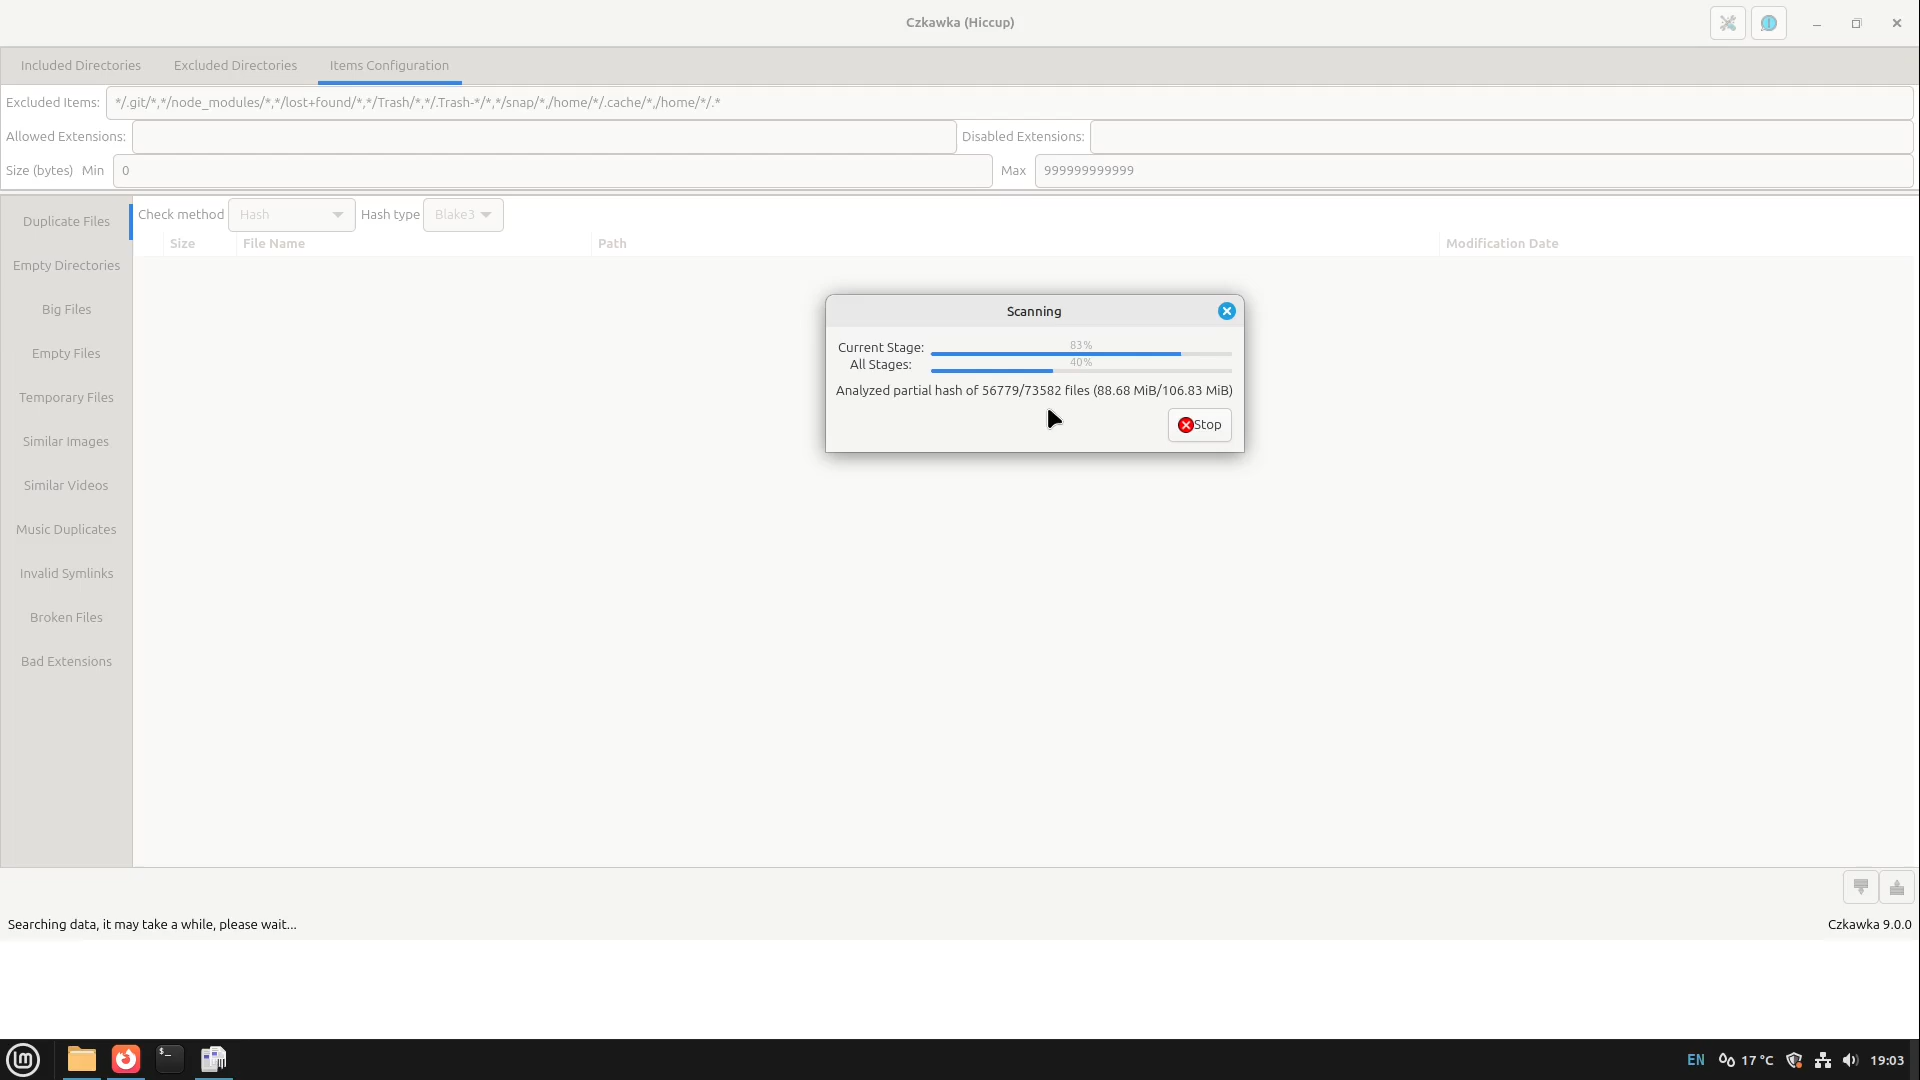 Czkawka (Hiccup)
Included Directories Excluded Directories Items Configuration
Excluded Items: */.git/*,*/node_modules/*,*/lost+found/*,*/Trash/*,*/.Trash-*/*,*/snap/*,/home/*/.cache/*,/home/*/.*
Allowed Extensions: Disabled Extensions:
Size (bytes) Min 0 Max 999999999999
Duplicate Files
Empty Directories
Big Files
Empty Files
Temporary Files
Similar Images
Similar Videos
Music Duplicates
Invalid Symlinks
Broken Files
Bad Extensions
Check method Hash Hash type Blake3
Size File Name Path Modification Date
Scanning
Current Stage: 83%
All Stages: 40%
Analyzed partial hash of 56779/73582 files (88.68 MiB/106.83 MiB)
Stop
Searching data, it may take a while, please wait... Czkawka 9.0.0
EN 17 °C 19:03